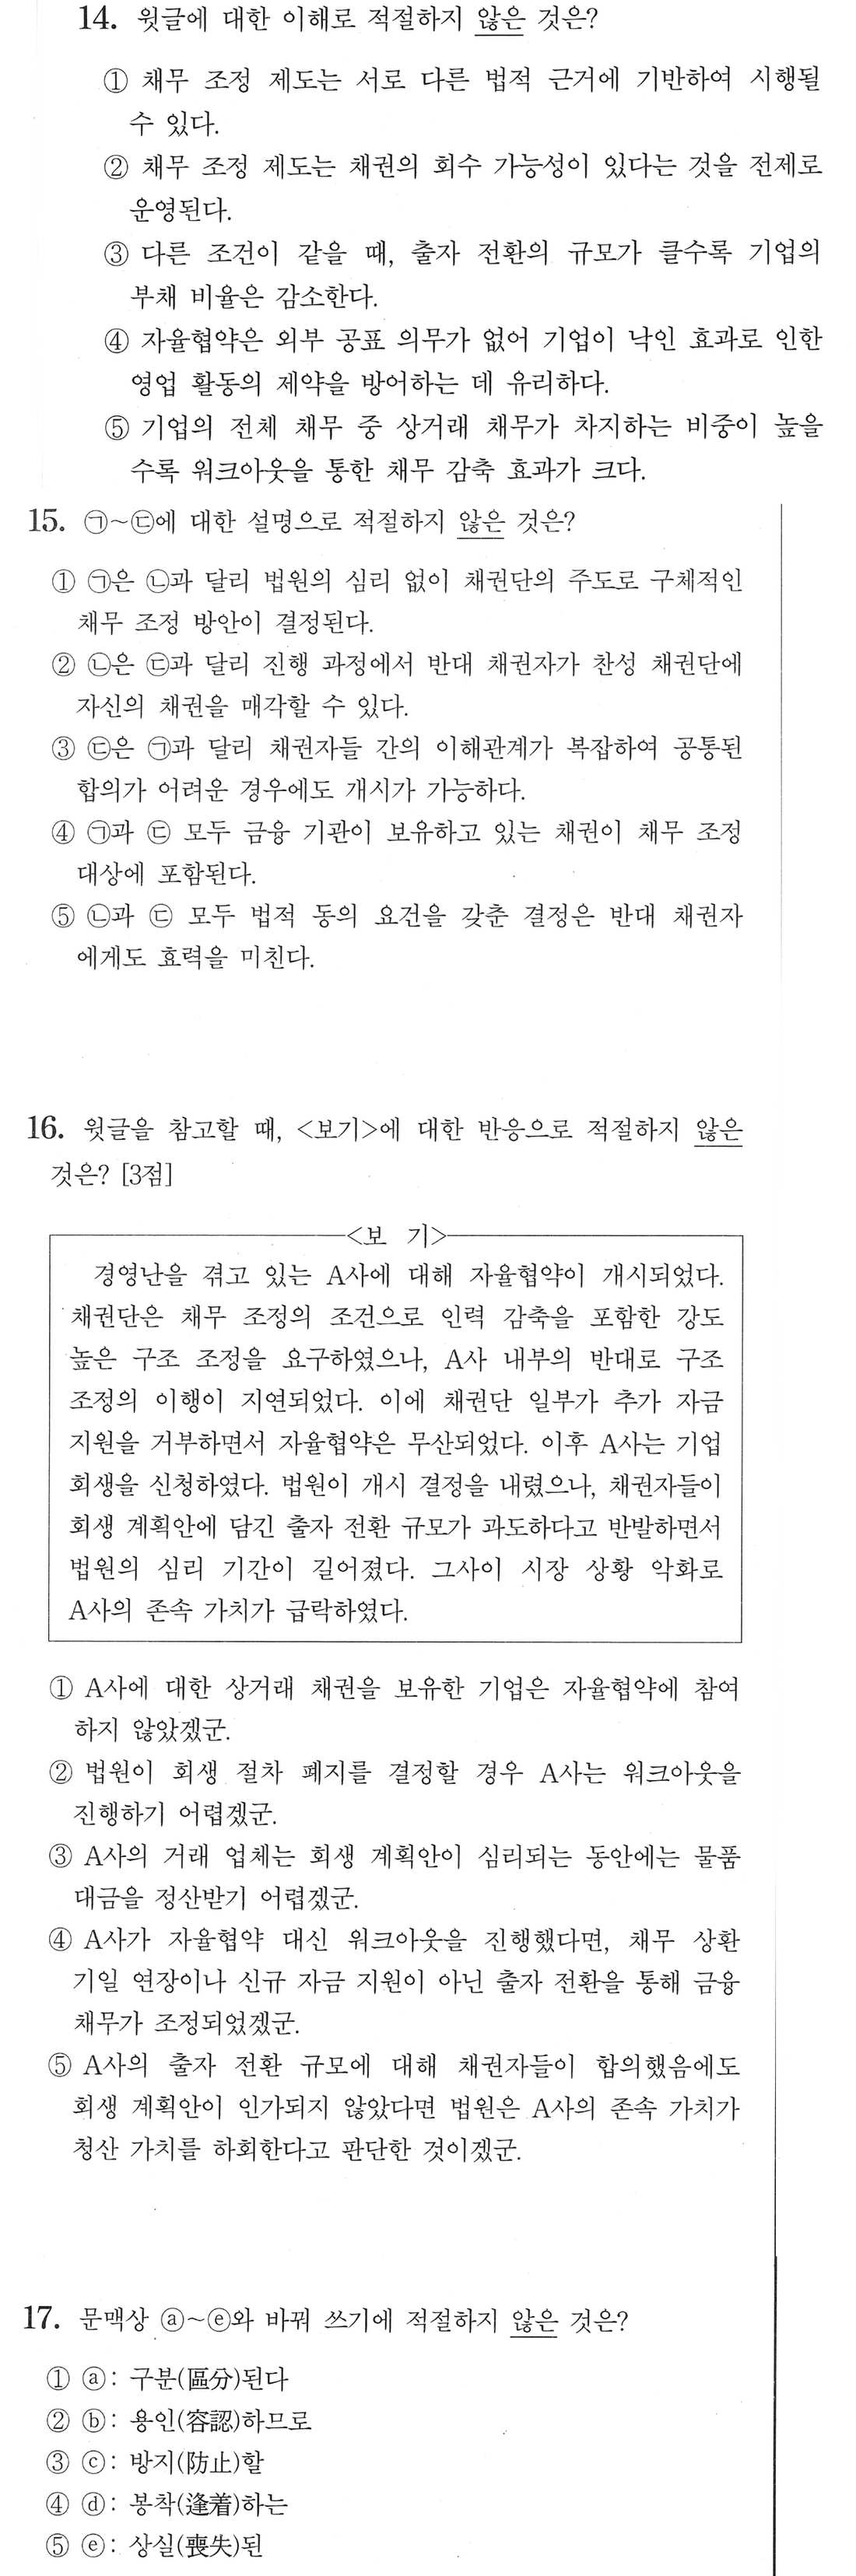 14. 윗글에 대한 이해로 적절하지 않은 것은?
① 채무 조정 제도는 서로 다른 법적 근거에 기반하여 시행될
수 있다.
② 채무 조정 제도는 채권의 회수 가능성이 있다는 것을 전제로
운영된다.
③ 다른 조건이 같을 때, 출자 전환의 규모가 클수록 기업의
부채 비율은 감소한다.
④ 자율협약은 외부 공표 의무가 없어 기업이 낙인 효과로 인한
영업 활동의 제약을 방어하는 데 유리하다.
⑤ 기업의 전체 채무 중 상거래 채무가 차지하는 비중이 높을
수록 워크아웃을 통한 채무 감축 효과가 크다.
15. ㉠~㉢에 대한 설명으로 적절하지 않은 것은?
① ㉠은 ㉡과 달리 법원의 심리 없이 채권단의 주도로 구체적인
채무 조정 방안이 결정된다.
② ㉡은 ㉢과 달리 진행 과정에서 반대 채권자가 찬성 채권단에
자신의 채권을 매각할 수 있다.
③ ㉢은 ㉠과 달리 채권자들 간의 이해관계가 복잡하여 공통된
합의가 어려운 경우에도 개시가 가능하다.
④ ㉠과 ㉢ 모두 금융 기관이 보유하고 있는 채권이 채무 조정
대상에 포함된다.
⑤ ㉡과 ㉢ 모두 법적 동의 요건을 갖춘 결정은 반대 채권자
에게도 효력을 미친다.
16. 윗글을 참고할 때, <보기>에 대한 반응으로 적절하지 않은
것은? [3점]
<보 기>
경영난을 겪고 있는 A사에 대해 자율협약이 개시되었다.
채권단은 채무 조정의 조건으로 인력 감축을 포함한 강도
높은 구조 조정을 요구하였으나, A사 내부의 반대로 구조
조정의 이행이 지연되었다. 이에 채권단 일부가 추가 자금
지원을 거부하면서 자율협약은 무산되었다. 이후 A사는 기업
회생을 신청하였다. 법원이 개시 결정을 내렸으나, 채권자들이
회생 계획안에 담긴 출자 전환 규모가 과도하다고 반발하면서
법원의 심리 기간이 길어졌다. 그사이 시장 상황 악화로
A사의 존속 가치가 급락하였다.
① A사에 대한 상거래 채권을 보유한 기업은 자율협약에 참여
하지 않았겠군.
② 법원이 회생 절차 폐지를 결정할 경우 A사는 워크아웃을
진행하기 어렵겠군.
③ A사의 거래 업체는 회생 계획안이 심리되는 동안에는 물품
대금을 정산받기 어렵겠군.
④ A사가 자율협약 대신 워크아웃을 진행했다면, 채무 상환
기일 연장이나 신규 자금 지원이 아닌 출자 전환을 통해 금융
채무가 조정되었겠군.
⑤ A사의 출자 전환 규모에 대해 채권자들이 합의했음에도
회생 계획안이 인가되지 않았다면 법원은 A사의 존속 가치가
청산 가치를 하회한다고 판단한 것이겠군.
17. 문맥상 ⓐ~ⓔ와 바꿔 쓰기에 적절하지 않은 것은?
① ⓐ: 구분(區分)된다
② ⓑ: 용인(容認)하므로
③ ⓒ: 방지(防止)할
④ ⓓ: 봉착(逢着)하는
⑤ ⓔ: 상실(喪失)된